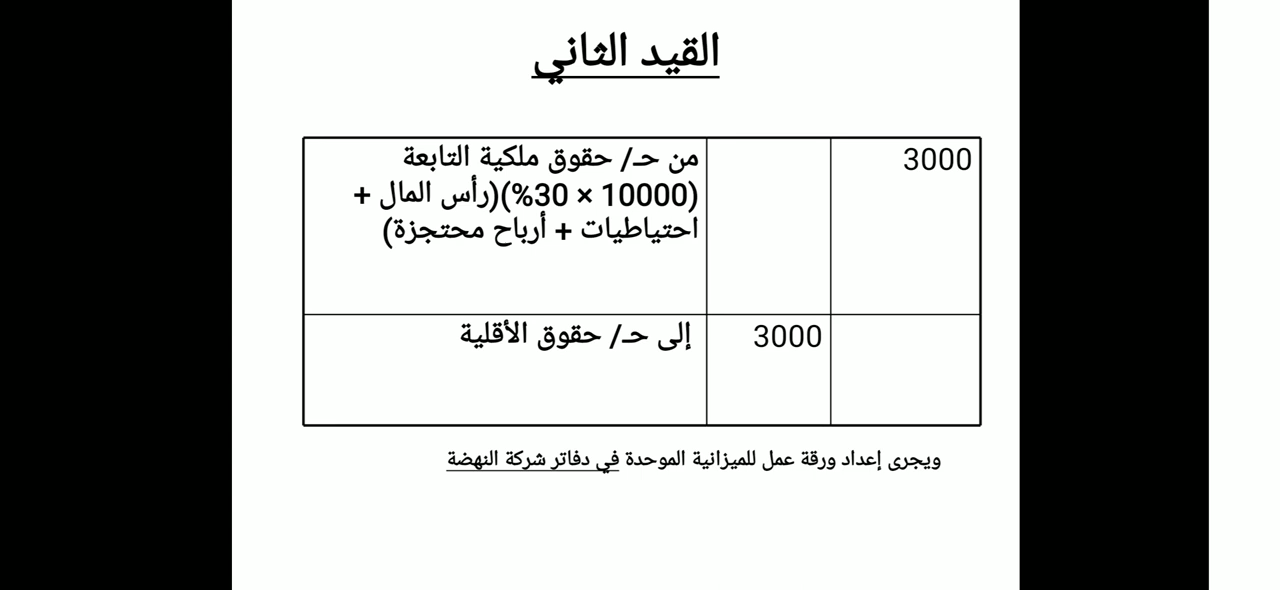 القيد الثاني
3000
من حـ/ حقوق ملكية التابعة
(10000 × 30%)(رأس المال +
احتياطيات + أرباح محتجزة)
3000
إلى حـ/ حقوق الأقلية
ويجرى إعداد ورقة عمل للميزانية الموحدة في دفاتر شركة النهضة